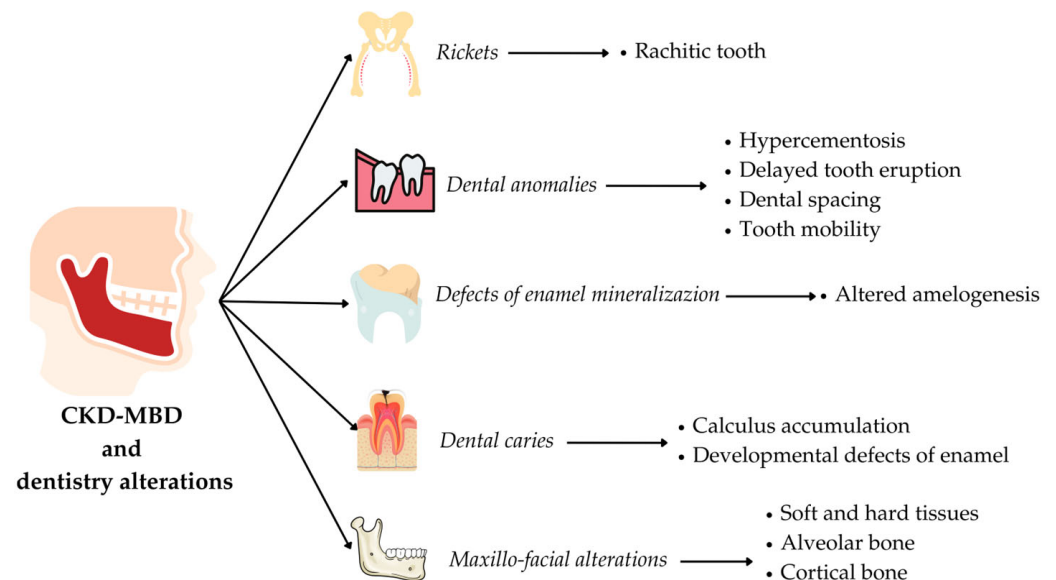 CKD-MBD
and
dentistry alterations
Rickets
• Rachitic tooth
Dental anomalies
• Hypercementosis
• Delayed tooth eruption
• Dental spacing
• Tooth mobility
Defects of enamel mineralizazion
• Altered amelogenesis
Dental caries
• Calculus accumulation
• Developmental defects of enamel
Maxillo-facial alterations
• Soft and hard tissues
• Alveolar bone
• Cortical bone